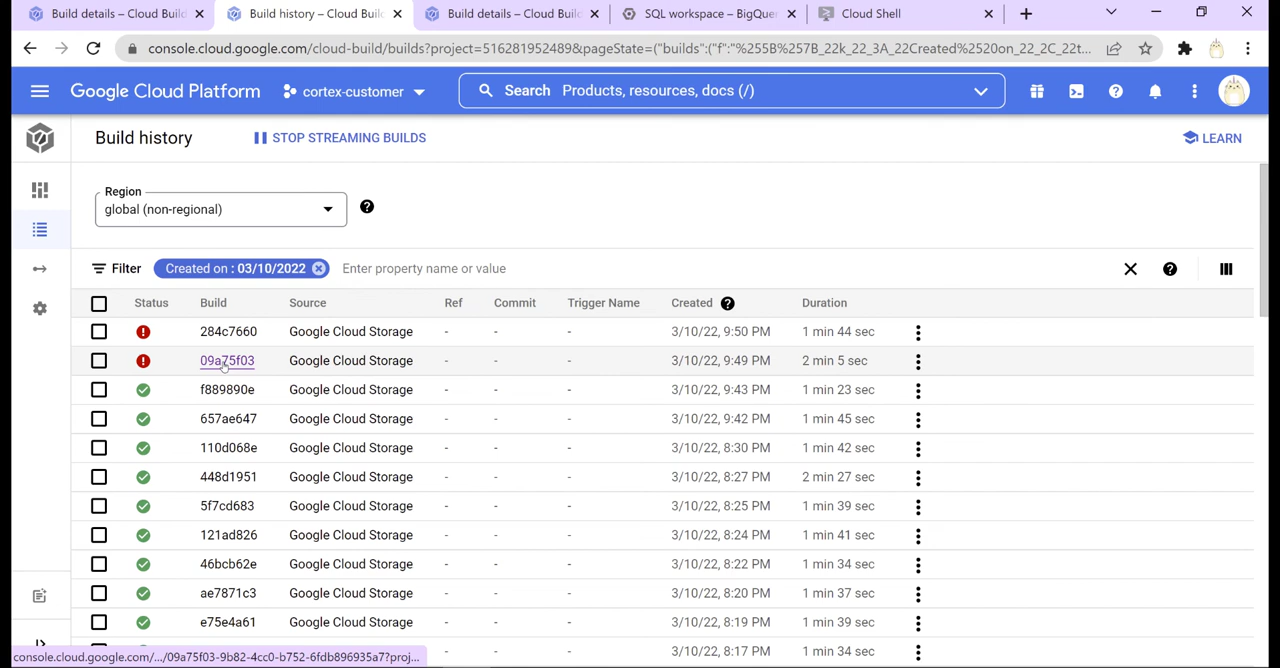 Build details – Cloud Build
Build history – Cloud Build
Build details – Cloud Build
SQL workspace – BigQuer
Cloud Shell
console.cloud.google.com/cloud-build/builds?project=516281952489&pageState=("builds":("f":"%255B%257B_22k_22_3A_22Created%2520on_22_2C_22t...
Google Cloud Platform
cortex-customer
Search Products, resources, docs (/)
Build history
STOP STREAMING BUILDS
LEARN
Region
global (non-regional)
Filter
Created on : 03/10/2022
Enter property name or value
Status Build Source Ref Commit Trigger Name Created Duration
284c7660 Google Cloud Storage - - - 3/10/22, 9:50 PM 1 min 44 sec
09a75f03 Google Cloud Storage - - - 3/10/22, 9:49 PM 2 min 5 sec
f889890e Google Cloud Storage - - - 3/10/22, 9:43 PM 1 min 23 sec
657ae647 Google Cloud Storage - - - 3/10/22, 9:42 PM 1 min 45 sec
110d068e Google Cloud Storage - - - 3/10/22, 8:30 PM 1 min 42 sec
448d1951 Google Cloud Storage - - - 3/10/22, 8:27 PM 2 min 27 sec
5f7cd683 Google Cloud Storage - - - 3/10/22, 8:25 PM 1 min 39 sec
121ad826 Google Cloud Storage - - - 3/10/22, 8:24 PM 1 min 41 sec
46bcb62e Google Cloud Storage - - - 3/10/22, 8:22 PM 1 min 34 sec
ae7871c3 Google Cloud Storage - - - 3/10/22, 8:20 PM 1 min 37 sec
e75e4a61 Google Cloud Storage - - - 3/10/22, 8:19 PM 1 min 39 sec
Google Cloud Storage - - - 3/10/22, 8:17 PM 1 min 34 sec
console.cloud.google.com/.../09a75f03-9b82-4cc0-b752-6fdb896935a7?proj...